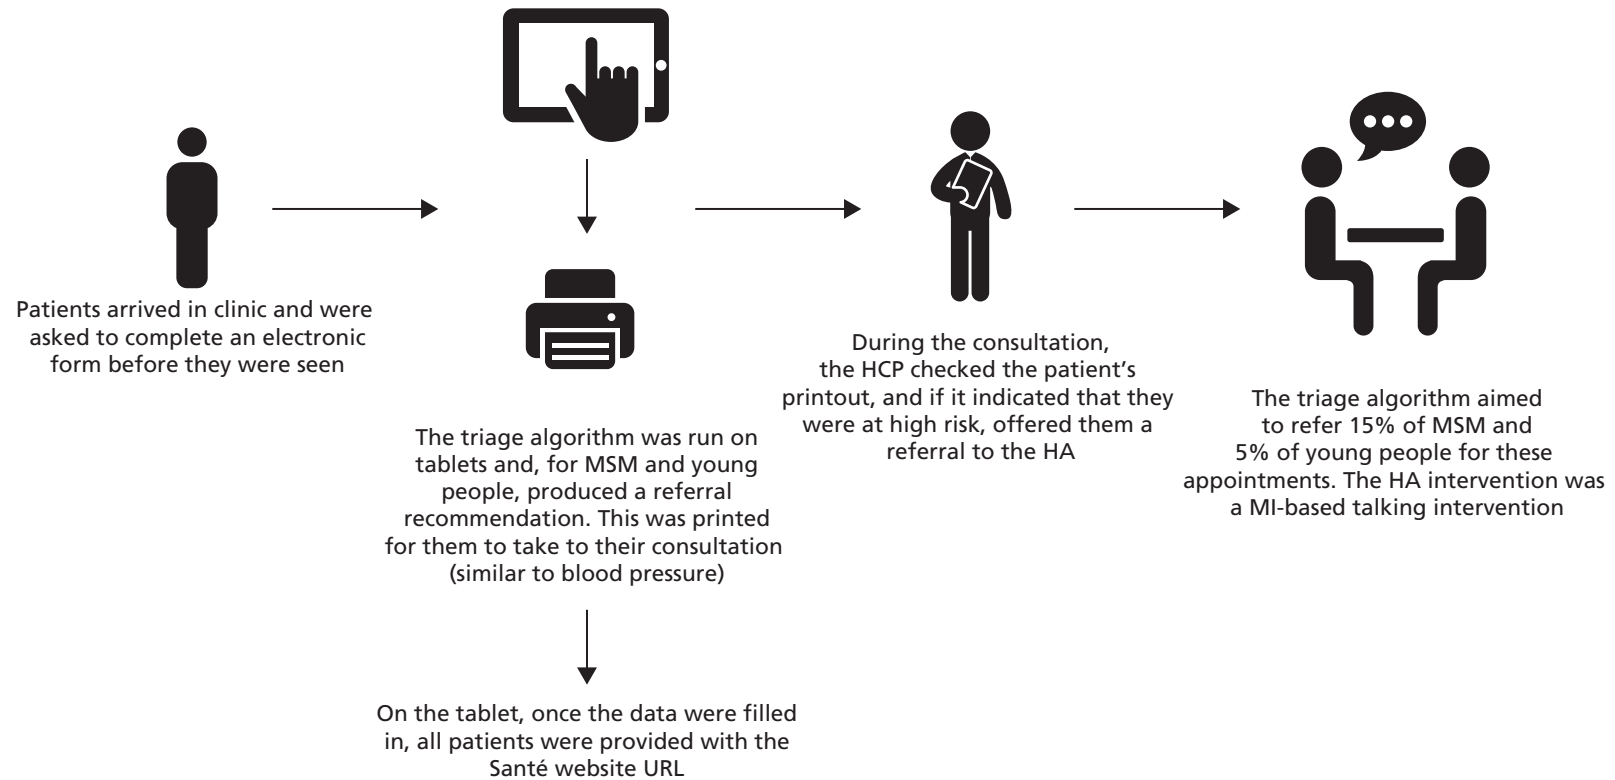 Patients arrived in clinic and were
asked to complete an electronic
form before they were seen
The triage algorithm was run on
tablets and, for MSM and young
people, produced a referral
recommendation. This was printed
for them to take to their consultation
(similar to blood pressure)
On the tablet, once the data were filled
in, all patients were provided with the
Santé website URL
During the consultation,
the HCP checked the patient’s
printout, and if it indicated that they
were at high risk, offered them a
referral to the HA
The triage algorithm aimed
to refer 15% of MSM and
5% of young people for these
appointments. The HA intervention was
a MI-based talking intervention